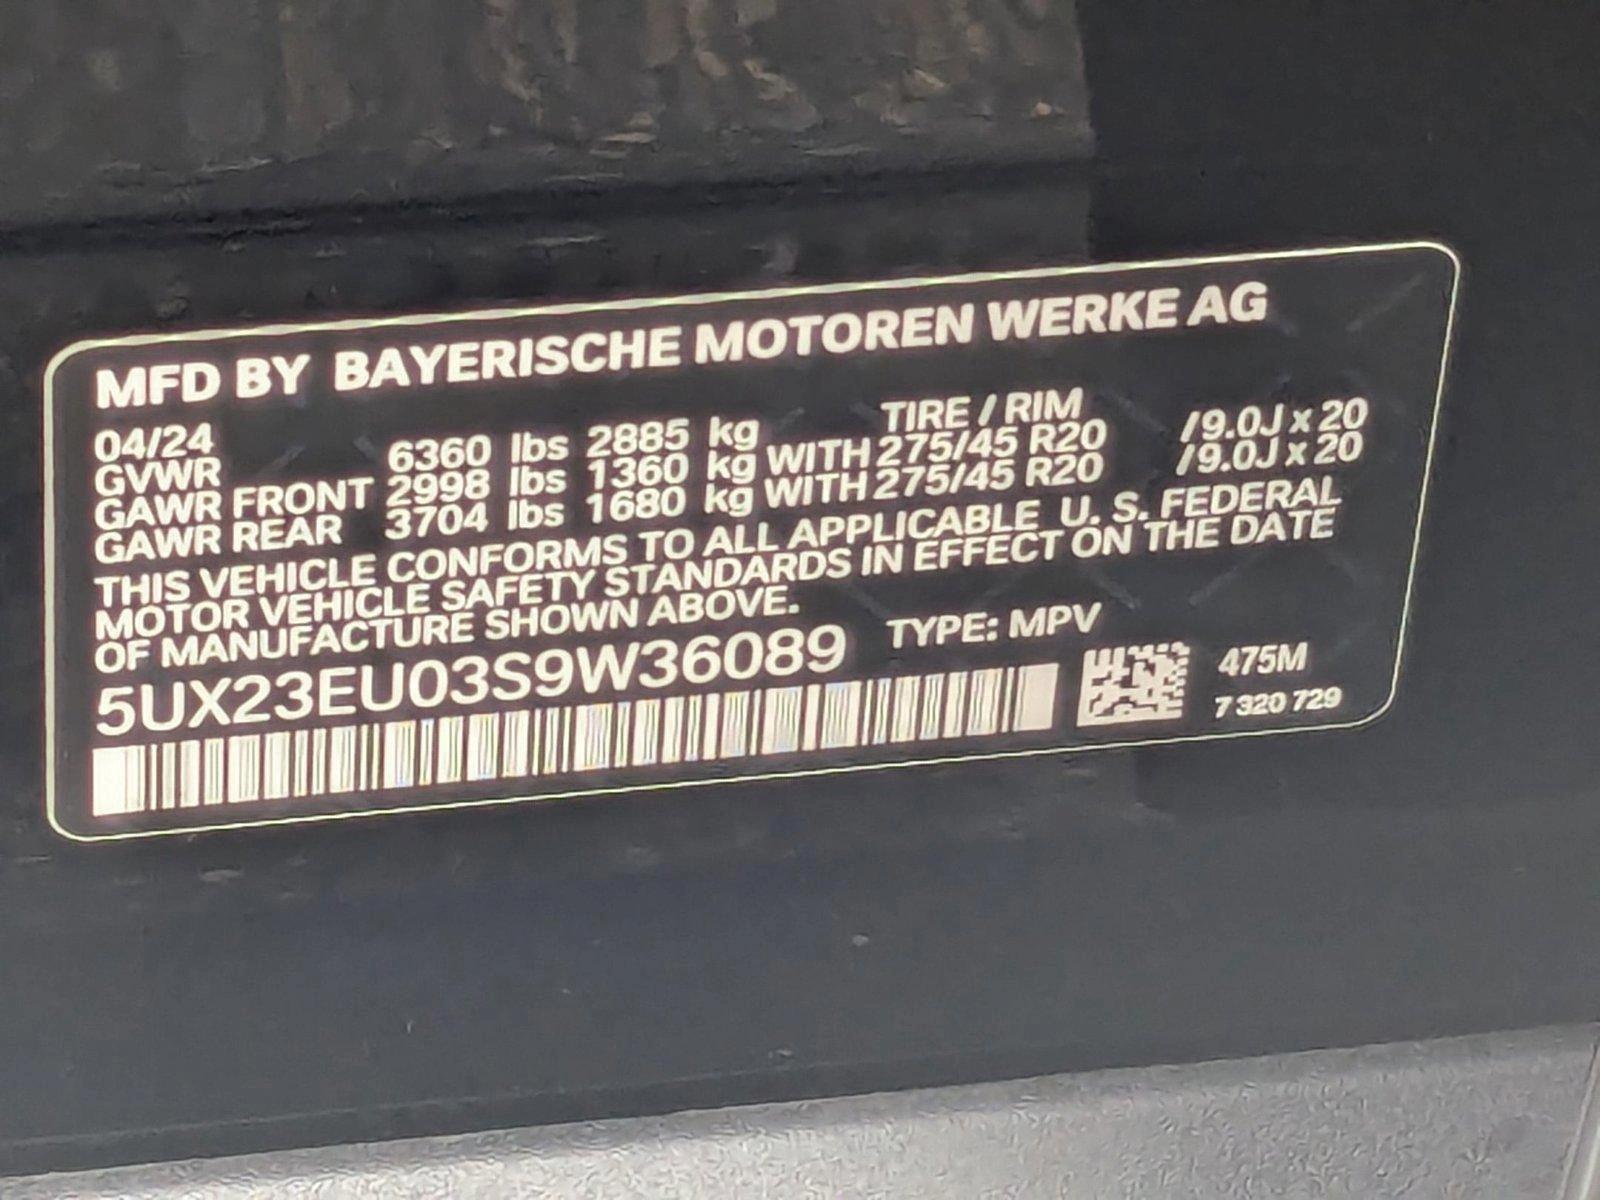 MFD BY BAYERISCHE MOTOREN WERKE AG
04/24 TIRE / RIM
GVWR 6360 lbs 2885 kg
GAWR FRONT 2998 lbs 1360 kg WITH 275/45 R20 /9.0J x 20
GAWR REAR 3704 lbs 1680 kg WITH 275/45 R20 /9.0J x 20
THIS VEHICLE CONFORMS TO ALL APPLICABLE U. S. FEDERAL
MOTOR VEHICLE SAFETY STANDARDS IN EFFECT ON THE DATE
OF MANUFACTURE SHOWN ABOVE.
5UX23EU03S9W36089 TYPE: MPV
475M
7 320 729